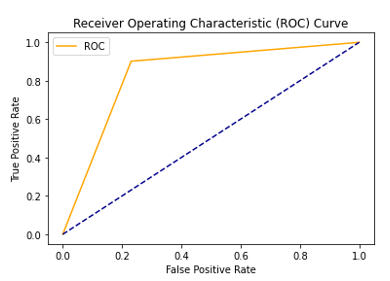 Receiver Operating Characteristic (ROC) Curve
ROC
1.0
0.8
0.6
0.4
0.2
0.0
True Positive Rate
0.0 0.2 0.4 0.6 0.8 1.0
False Positive Rate